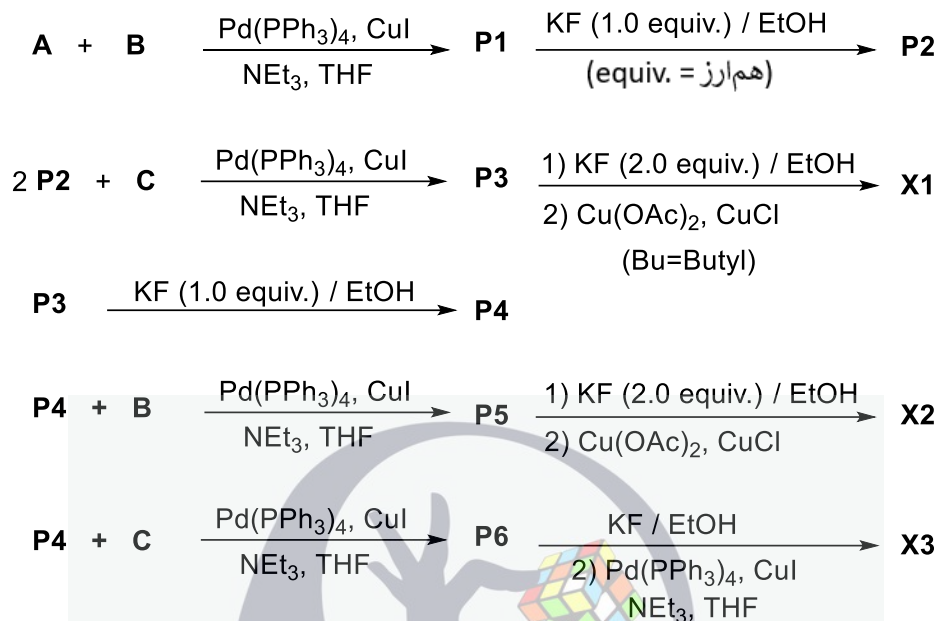 A + B Pd(PPh3)4, CuI NEt3, THF P1 KF (1.0 equiv.) / EtOH (equiv. = هم‌ارز) P2
2 P2 + C Pd(PPh3)4, CuI NEt3, THF P3 1) KF (2.0 equiv.) / EtOH 2) Cu(OAc)2, CuCl (Bu=Butyl) X1
P3 KF (1.0 equiv.) / EtOH P4
P4 + B Pd(PPh3)4, CuI NEt3, THF P5 1) KF (2.0 equiv.) / EtOH 2) Cu(OAc)2, CuCl X2
P4 + C Pd(PPh3)4, CuI NEt3, THF P6 KF / EtOH 2) Pd(PPh3)4, CuI NEt3, THF X3